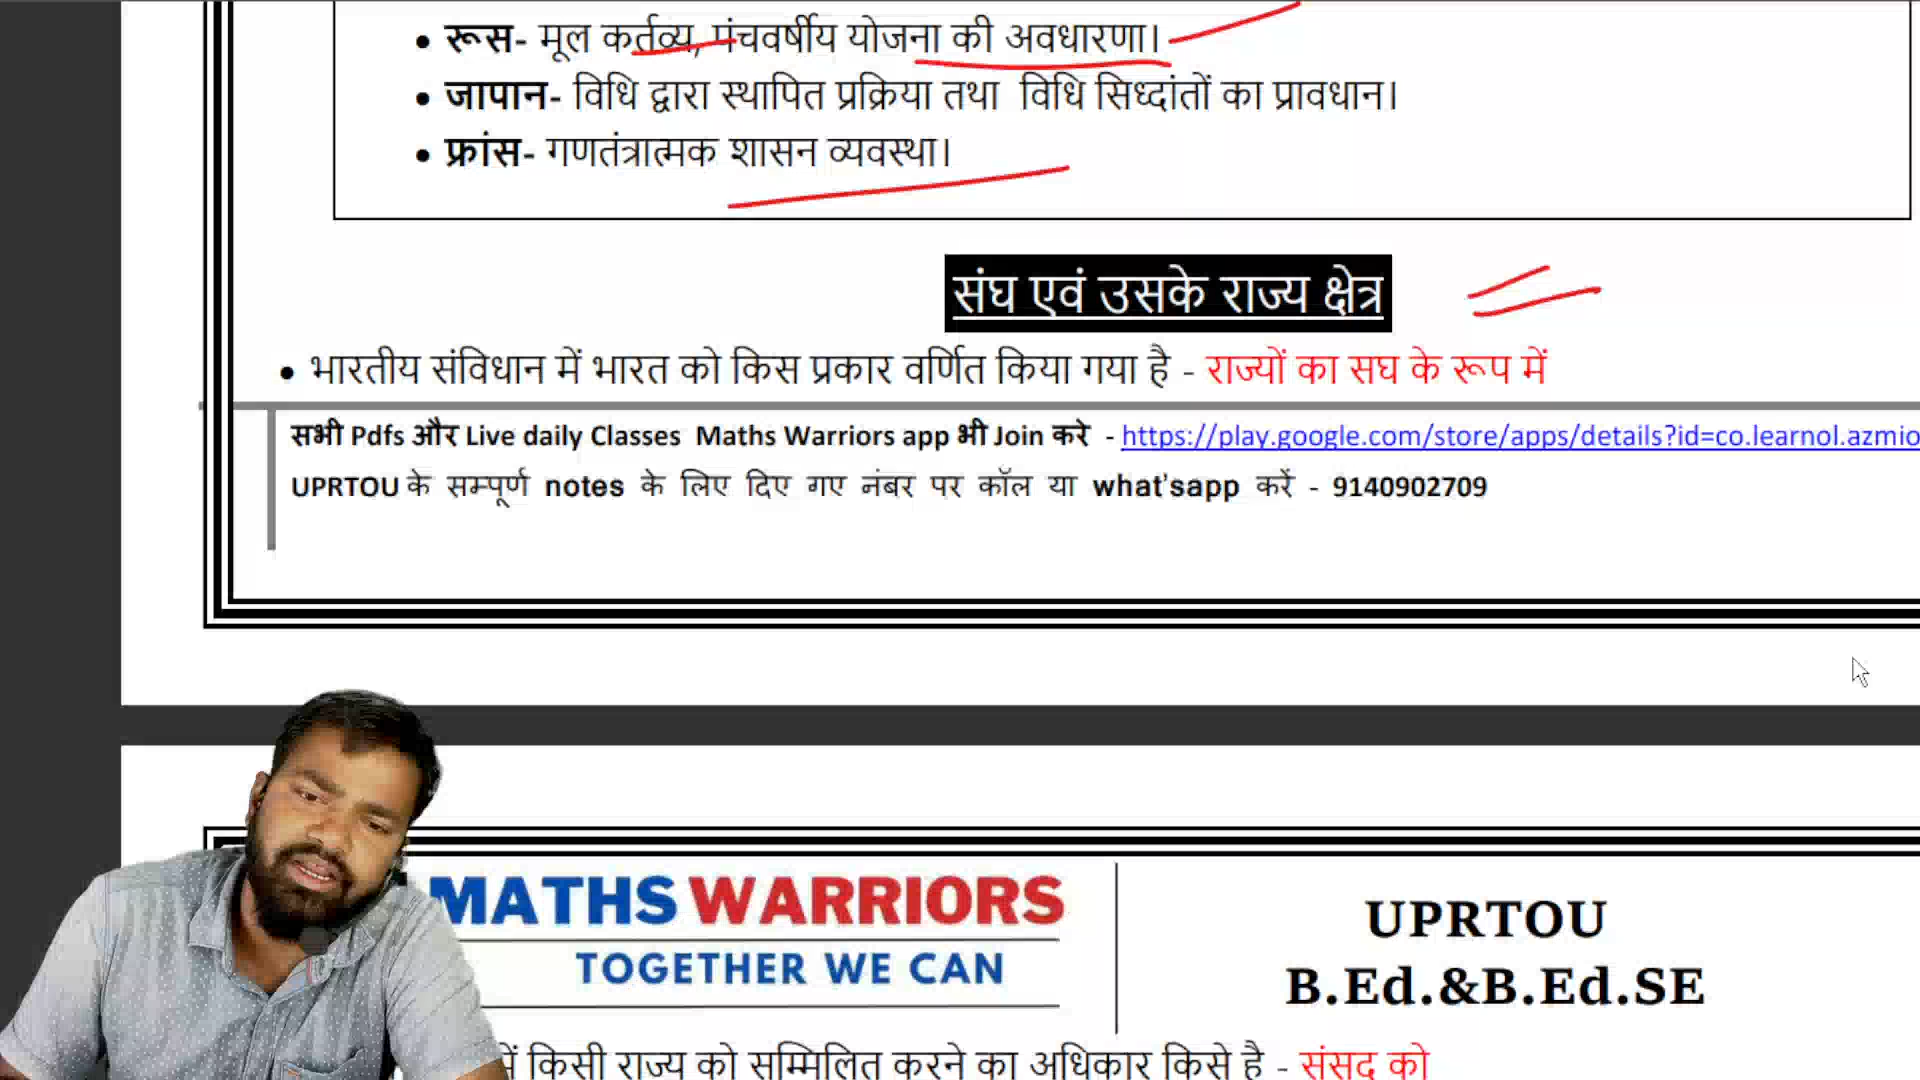 • रूस- मूल कर्तव्य, पंचवर्षीय योजना की अवधारणा।
• जापान- विधि द्वारा स्थापित प्रक्रिया तथा विधि सिध्दांतों का प्रावधान।
• फ्रांस- गणतंत्रात्मक शासन व्यवस्था।
संघ एवं उसके राज्य क्षेत्र
• भारतीय संविधान में भारत को किस प्रकार वर्णित किया गया है - राज्यों का सघ के रूप में
सभी Pdfs और Live daily Classes Maths Warriors app भी Join करे - https://play.google.com/store/apps/details?id=co.learnol.azmio
UPRTOU के सम्पूर्ण notes के लिए दिए गए नंबर पर कॉल या what'sapp करें - 9140902709
MATHS WARRIORS
TOGETHER WE CAN
UPRTOU
B.Ed.&B.Ed.SE
किसी राज्य को सम्मिलित करने का अधिकार किसे है - संसद को